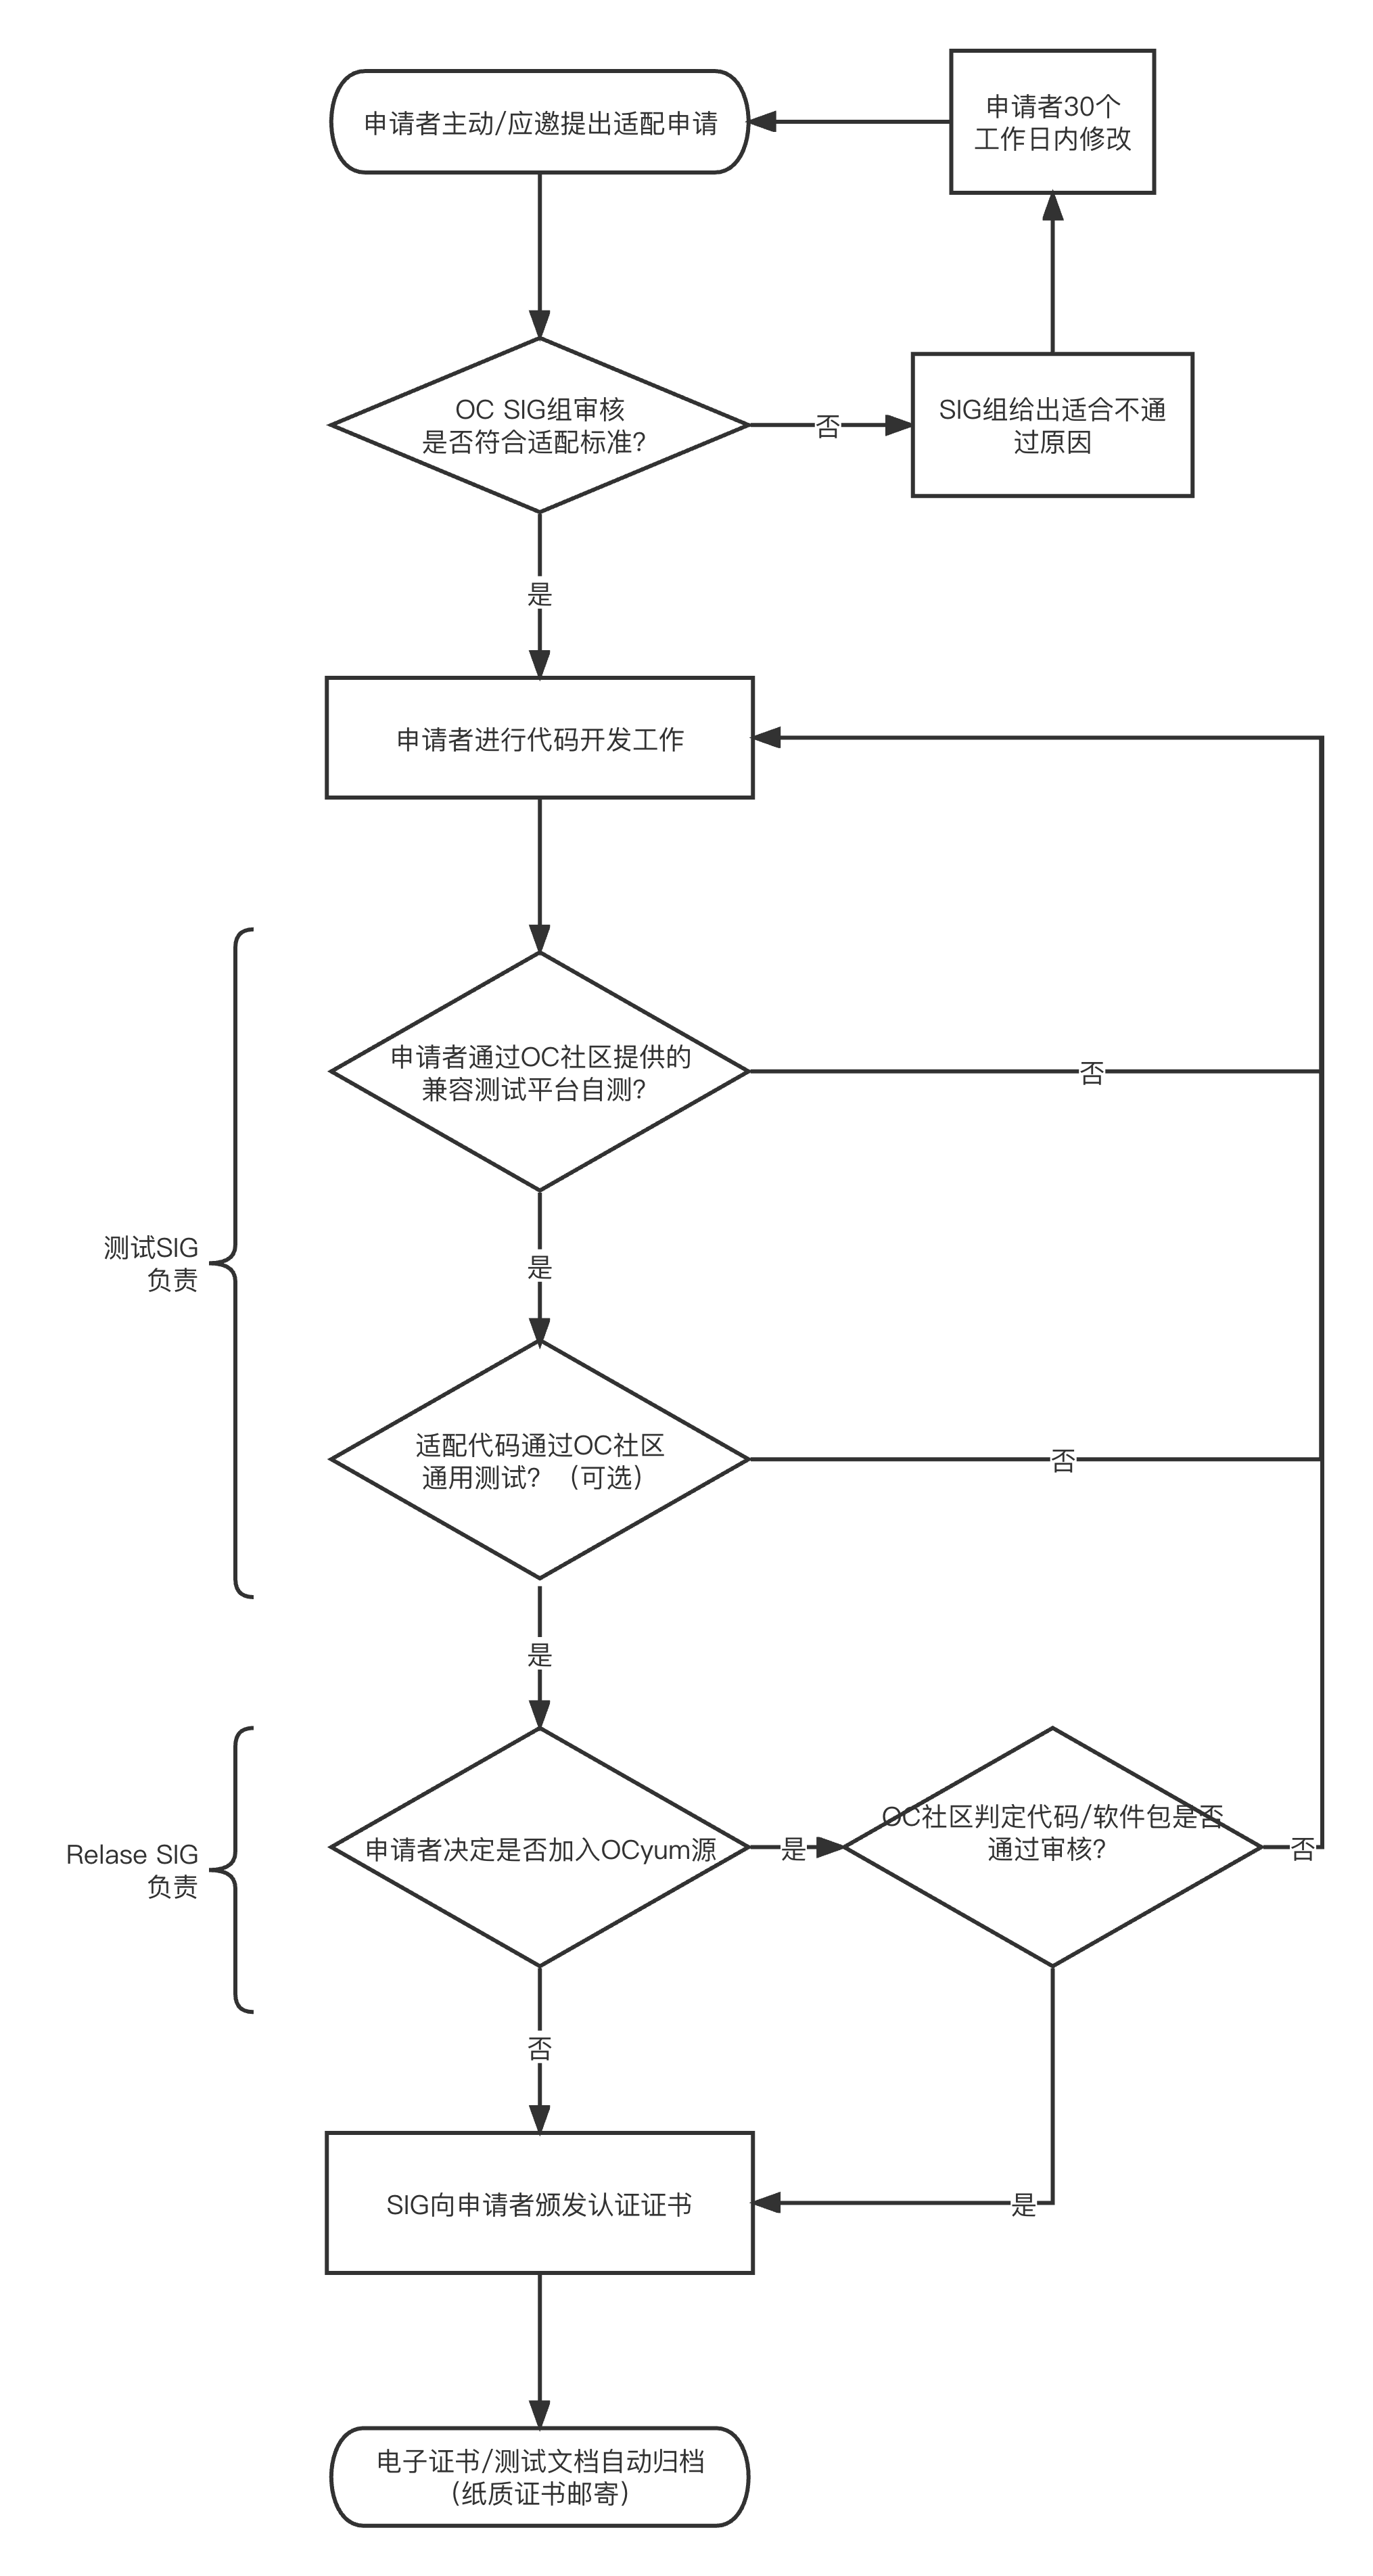 申请者主动/应邀提出适配申请
申请者30个
工作日内修改
OC SIG组审核
是否符合适配标准?
否
SIG组给出适合不通
过原因
是
申请者进行代码开发工作
申请者通过OC社区提供的
兼容测试平台自测?
否
测试SIG
负责
是
适配代码通过OC社区
通用测试? (可选)
否
是
申请者决定是否加入OCyum源
是
OC社区判定代码/软件包是否
通过审核?
否
Relase SIG
负责
否
SIG向申请者颁发认证证书
是
电子证书/测试文档自动归档
(纸质证书邮寄)